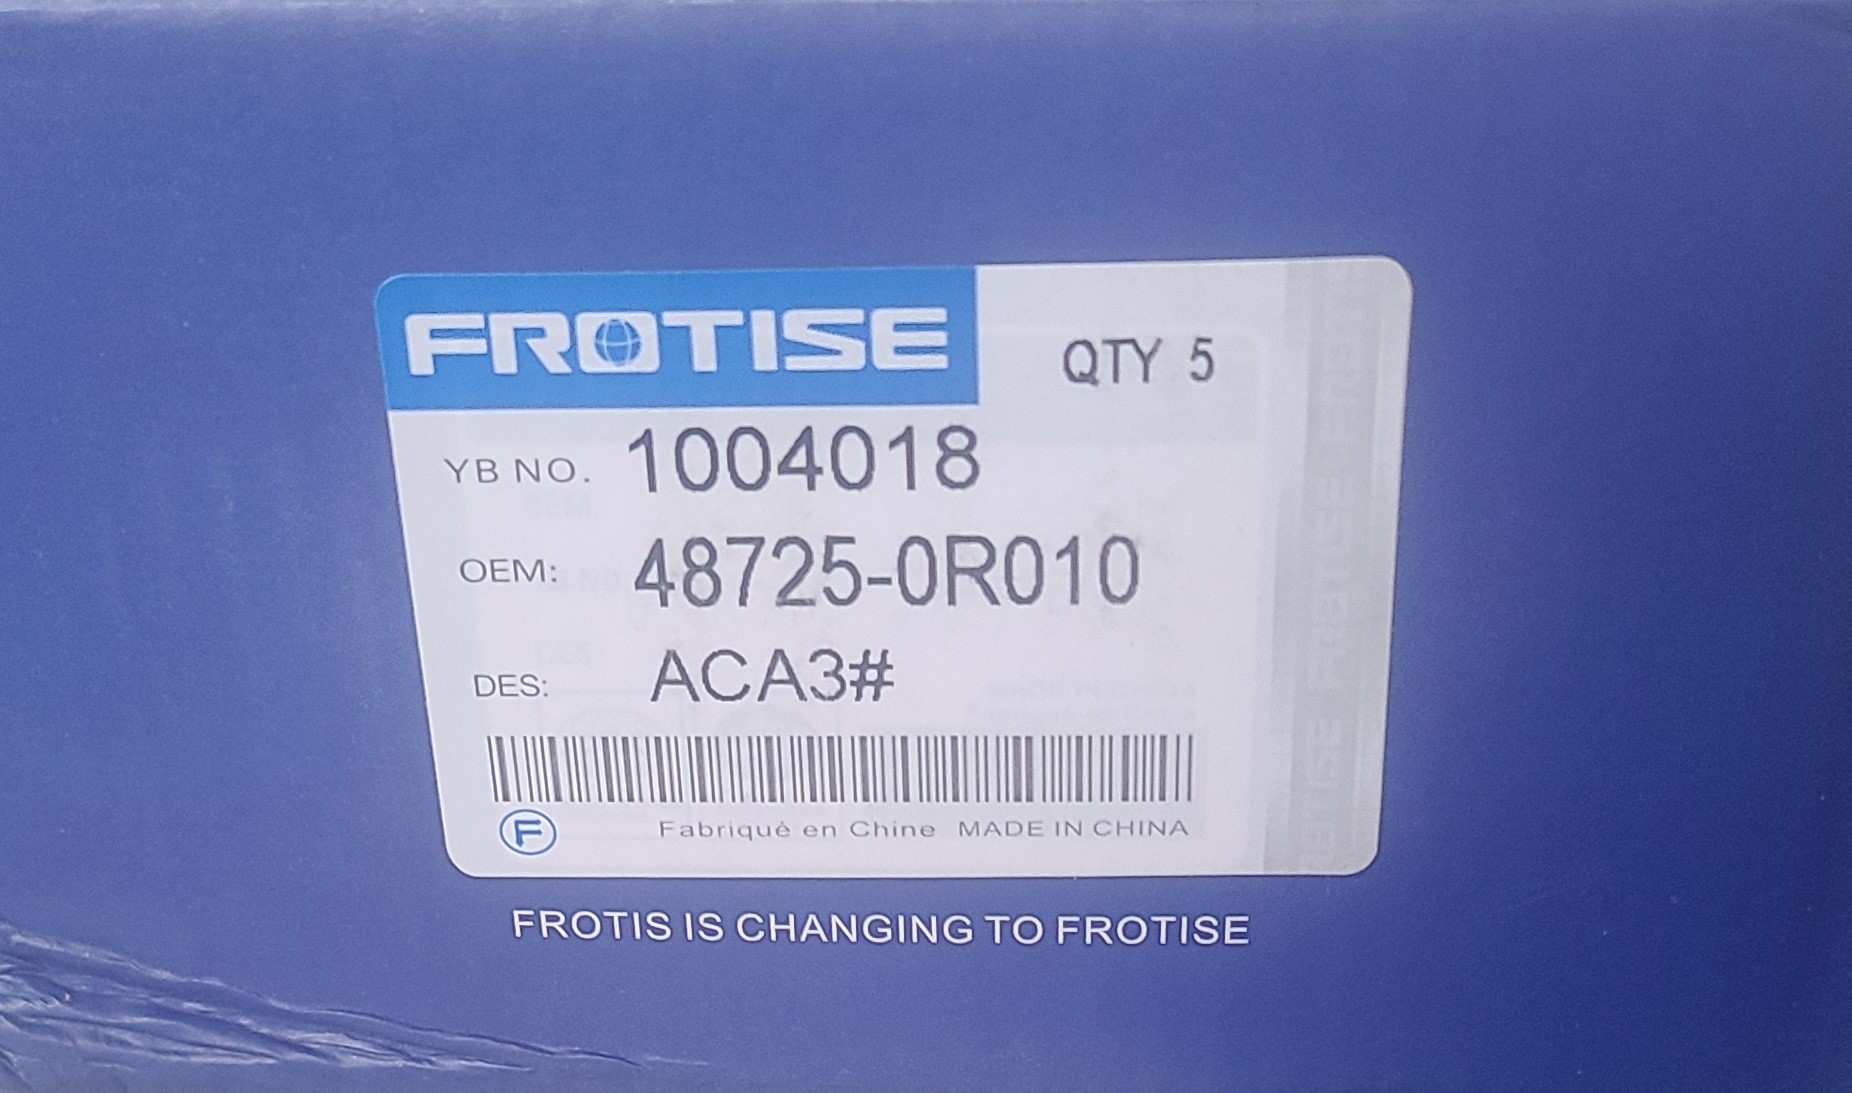 FROTISE
QTY 5
YB NO. 1004018
OEM: 48725-0R010
DES: ACA3#
F
Fabriqué en Chine MADE IN CHINA
FROTIS IS CHANGING TO FROTISE